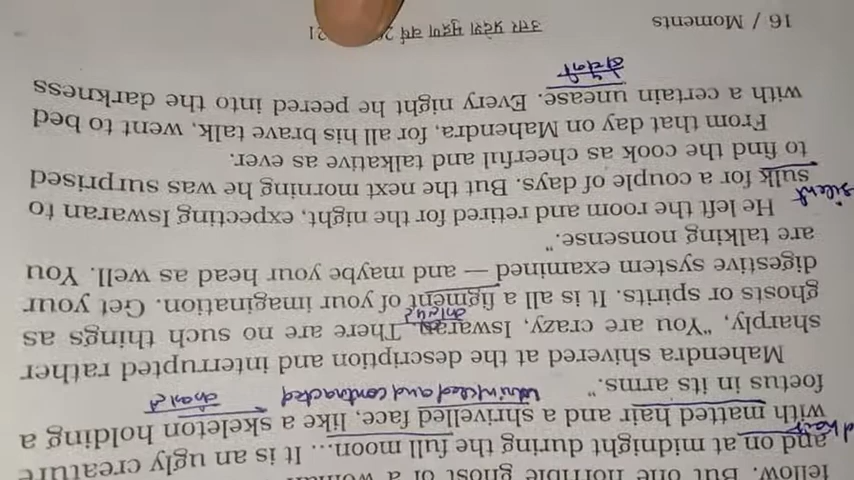 fellow. But one horrible ghost of a
and on at midnight during the full moon... It is an ugly creature
with matted hair and a shrivelled face, like a skeleton holding a
wrinkled and contracted
foetus in its arms."
Mahendra shivered at the description and interrupted rather
sharply, "You are crazy, Iswaran. There are no such things as
ghosts or spirits. It is all a figment of your imagination. Get your
digestive system examined — and maybe your head as well. You
are talking nonsense."
He left the room and retired for the night, expecting Iswaran to
silent
sulk for a couple of days. But the next morning he was surprised
to find the cook as cheerful and talkative as ever.
From that day on Mahendra, for all his brave talk, went to bed
with a certain unease. Every night he peered into the darkness
16 / Moments